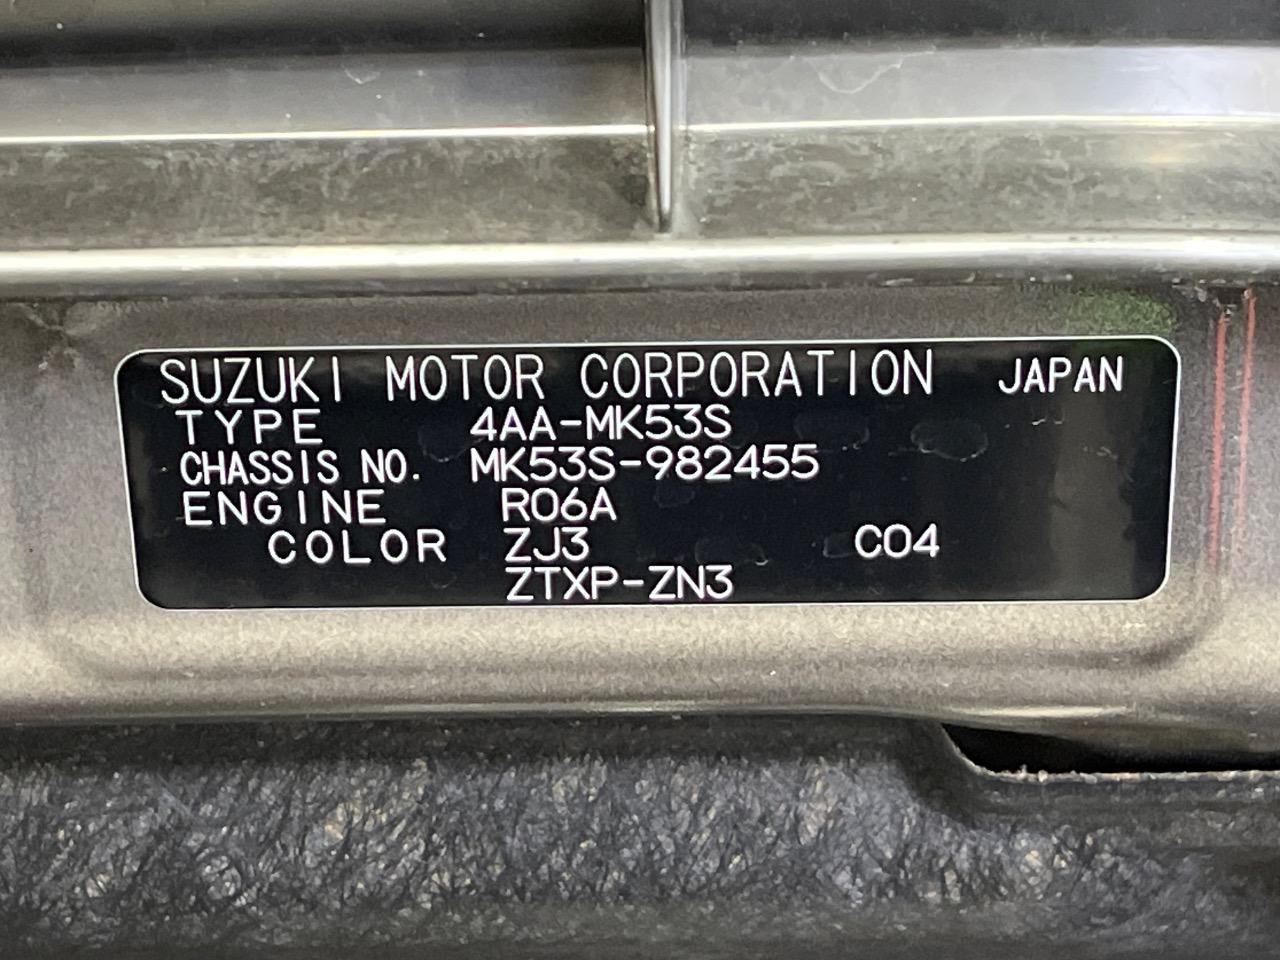 SUZUKI MOTOR CORPORATION JAPAN
TYPE 4AA-MK53S
CHASSIS NO. MK53S-982455
ENGINE R06A
COLOR ZJ3 C04
ZTXP-ZN3